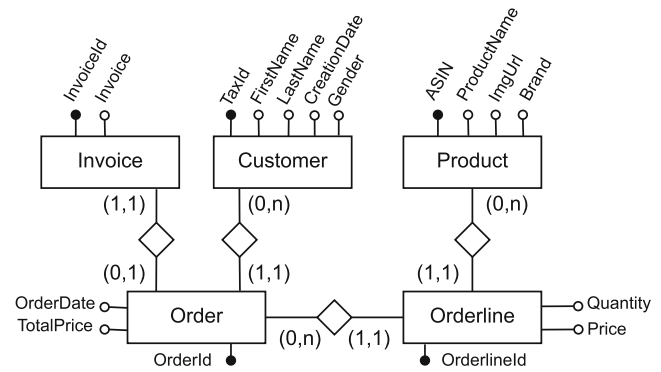 InvoiceId
Invoice
TaxId
FirstName
LastName
CreationDate
Gender
ASIN
ProductName
ImgUrl
Brand
Invoice
Customer
Product
(1,1)
(0,n)
(0,n)
(0,1)
(1,1)
(1,1)
OrderDate
TotalPrice
Order
(0,n)
(1,1)
Orderline
Quantity
Price
OrderId
OrderlineId